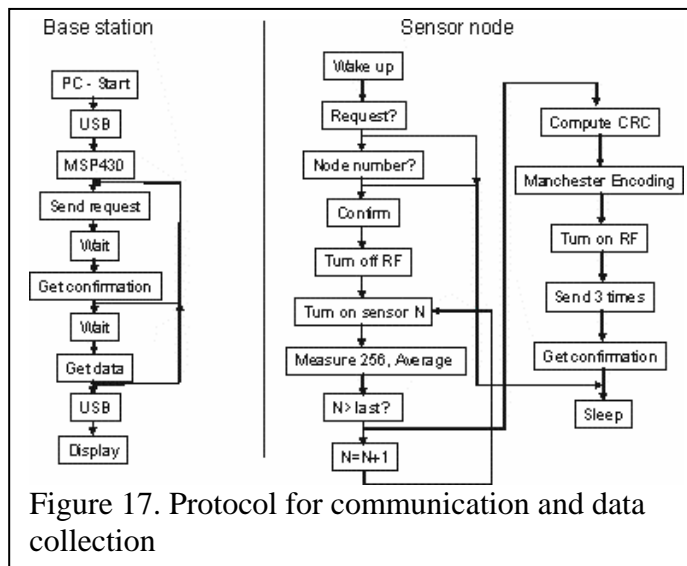 Base station
PC - Start
USB
MSP430
Send request
Wait
Get confirmation
Wait
Get data
USB
Display
Sensor node
Wake up
Request?
Node number?
Confirm
Turn off RF
Turn on sensor N
Measure 256, Average
N> last?
N=N+1
Compute CRC
Manchester Encoding
Turn on RF
Send 3 times
Get confirmation
Sleep
Figure 17. Protocol for communication and data
collection